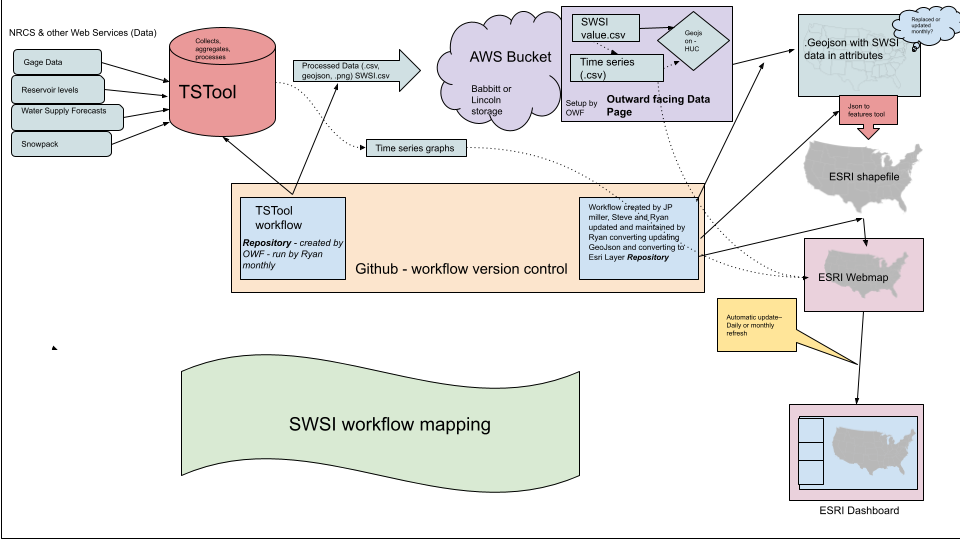 NRCS & other Web Services (Data)
Gage Data
Reservoir levels
Water Supply Forecasts
Snowpack
Collects,
aggregates,
processes
TSTool
Processed Data (.csv,
geojson, .png) SWSI.csv
Time series graphs
AWS Bucket
Babbitt or
Lincoln
storage
SWSI
value.csv
Time series
(.csv)
Geojs
on -
HUC
Setup by
OWF
Outward facing Data
Page
.Geojson with SWSI
data in attributes
Replaced or
updated
monthly?
Json to
features tool
ESRI shapefile
TSTool
workflow
Repository - created by
OWF - run by Ryan
monthly
Github - workflow version control
Workflow created by JP
miller, Steve and Ryan
updated and maintained by
Ryan converting updating
GeoJson and converting to
Esri Layer Repository
ESRI Webmap
Automatic update–
Daily or monthly
refresh
SWSI workflow mapping
ESRI Dashboard